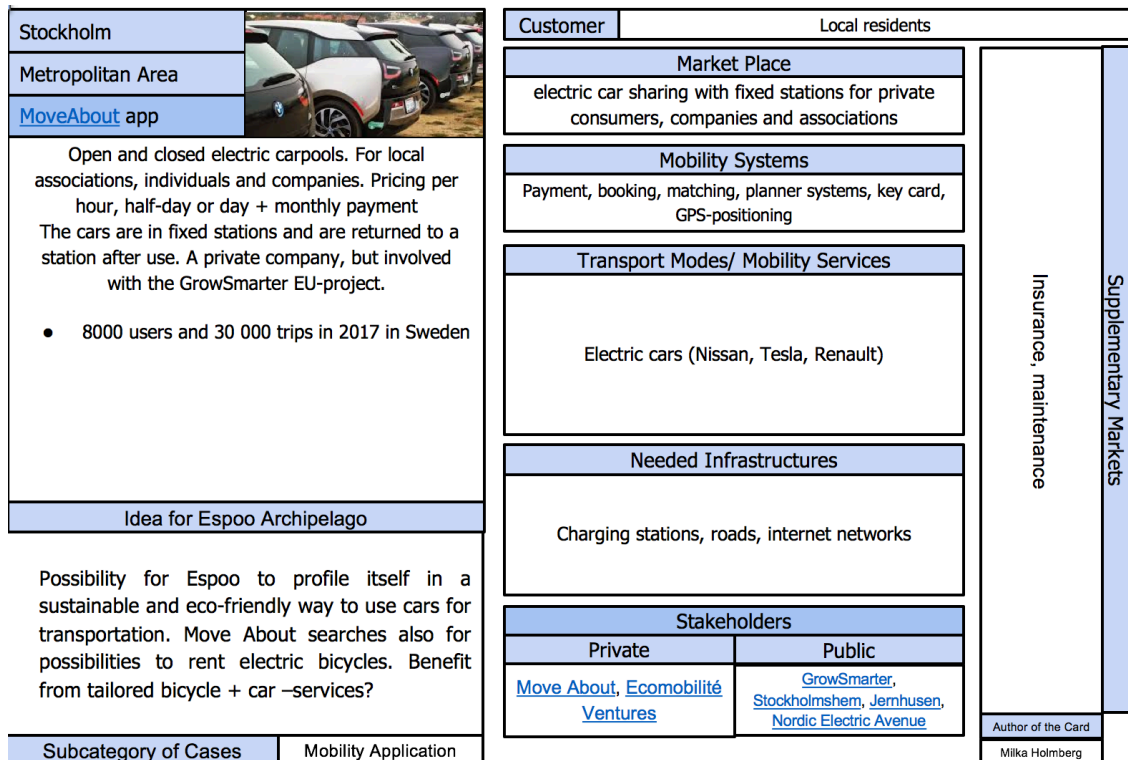 Stockholm
Metropolitan Area
MoveAbout app
Open and closed electric carpools. For local
associations, individuals and companies. Pricing per
hour, half-day or day + monthly payment
The cars are in fixed stations and are returned to a
station after use. A private company, but involved
with the GrowSmarter EU-project.
● 8000 users and 30 000 trips in 2017 in Sweden
Idea for Espoo Archipelago
Possibility for Espoo to profile itself in a
sustainable and eco-friendly way to use cars for
transportation. Move About searches also for
possibilities to rent electric bicycles. Benefit
from tailored bicycle + car –services?
Subcategory of Cases
Mobility Application
Customer
Local residents
Market Place
electric car sharing with fixed stations for private
consumers, companies and associations
Mobility Systems
Payment, booking, matching, planner systems, key card,
GPS-positioning
Transport Modes/ Mobility Services
Electric cars (Nissan, Tesla, Renault)
Needed Infrastructures
Charging stations, roads, internet networks
Stakeholders
Private
Move About, Ecomobilité
Ventures
Public
GrowSmarter,
Stockholmshem, Jernhusen,
Nordic Electric Avenue
Insurance, maintenance
Supplementary Markets
Author of the Card
Milka Holmberg